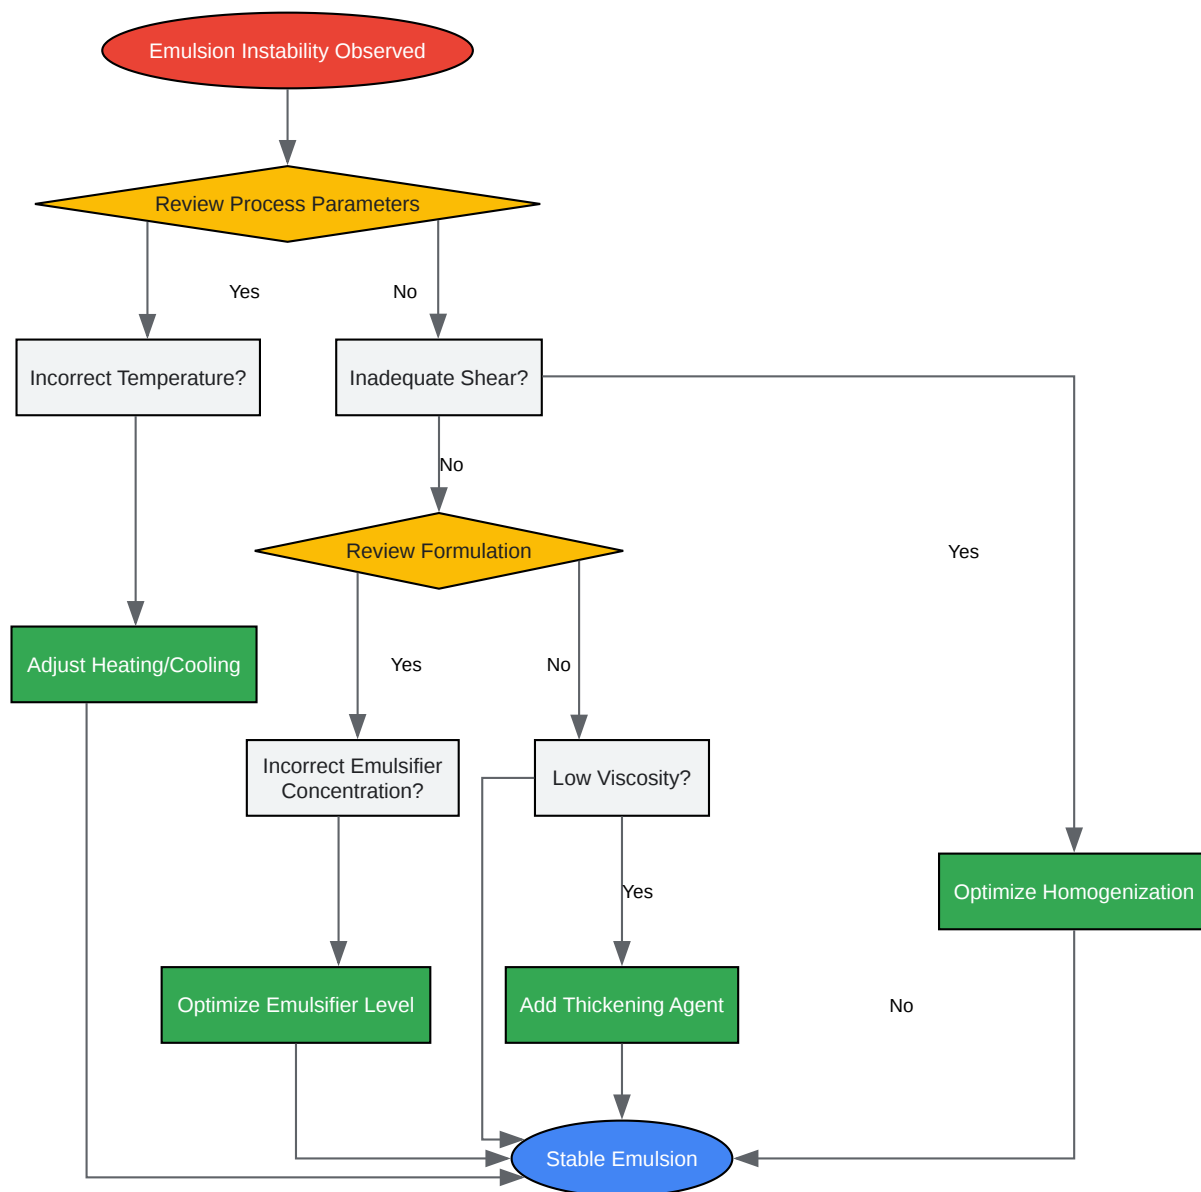 Emulsion Instability Observed
Review Process Parameters
Yes
No
Incorrect Temperature?
Inadequate Shear?
No
Review Formulation
Yes
Adjust Heating/Cooling
Yes
No
Incorrect Emulsifier
Concentration?
Low Viscosity?
Yes
Optimize Homogenization
Optimize Emulsifier Level
Add Thickening Agent
No
Stable Emulsion